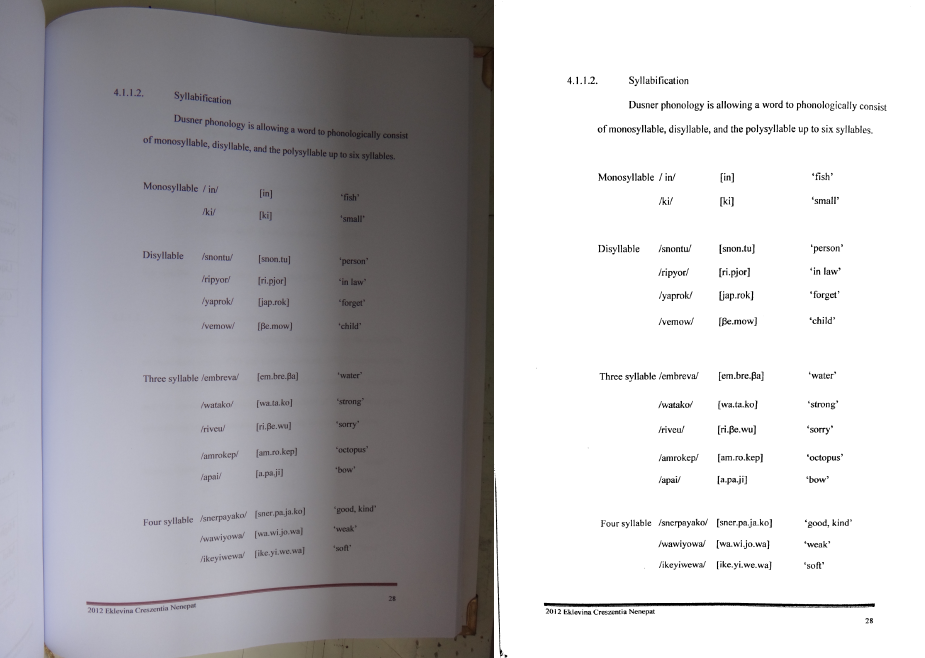 4.1.1.2. Syllabification
Dusner phonology is allowing a word to phonologically consist
of monosyllable, disyllable, and the polysyllable up to six syllables.
Monosyllable / in/ [in] ‘fish’
/ki/ [ki] ‘small’
Disyllable /snontu/ [snon.tu] ‘person’
/ripyor/ [ri.pjor] ‘in law’
/yaprok/ [jap.rok] ‘forget’
/vemow/ [βe.mow] ‘child’
Three syllable /embreva/ [em.bre.βa] ‘water’
/watako/ [wa.ta.ko] ‘strong’
/riveu/ [ri.βe.wu] ‘sorry’
/amrokep/ [am.ro.kep] ‘octopus’
/apai/ [a.pa.ji] ‘bow’
Four syllable /snerpayako/ [sner.pa.ja.ko] ‘good, kind’
/wawiyowa/ [wa.wi.jo.wa] ‘weak’
/ikeyiwewa/ [ike.yi.we.wa] ‘soft’
2012 Eklevina Creszentia Nenepat
28
4.1.1.2. Syllabification
Dusner phonology is allowing a word to phonologically consist
of monosyllable, disyllable, and the polysyllable up to six syllables.
Monosyllable / in/ [in] ‘fish’
/ki/ [ki] ‘small’
Disyllable /snontu/ [snon.tu] ‘person’
/ripyor/ [ri.pjor] ‘in law’
/yaprok/ [jap.rok] ‘forget’
/vemow/ [βe.mow] ‘child’
Three syllable /embreva/ [em.bre.βa] ‘water’
/watako/ [wa.ta.ko] ‘strong’
/riveu/ [ri.βe.wu] ‘sorry’
/amrokep/ [am.ro.kep] ‘octopus’
/apai/ [a.pa.ji] ‘bow’
Four syllable /snerpayako/ [sner.pa.ja.ko] ‘good, kind’
/wawiyowa/ [wa.wi.jo.wa] ‘weak’
/ikeyiwewa/ [ike.yi.we.wa] ‘soft’
2012 Eklevina Creszentia Nenepat
28